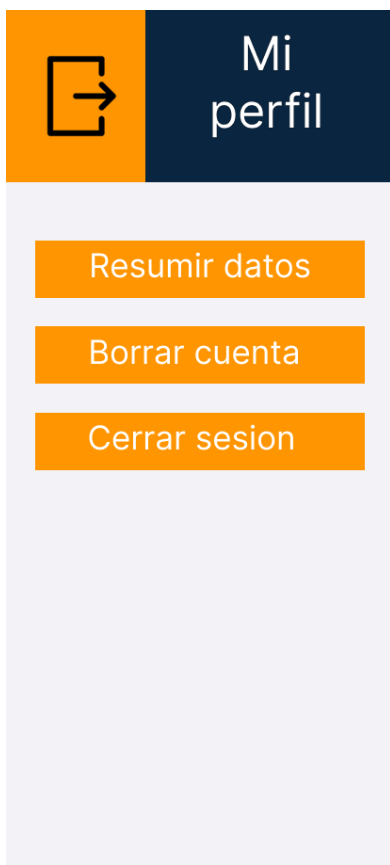 Mi
perfil
Resumir datos
Borrar cuenta
Cerrar sesion